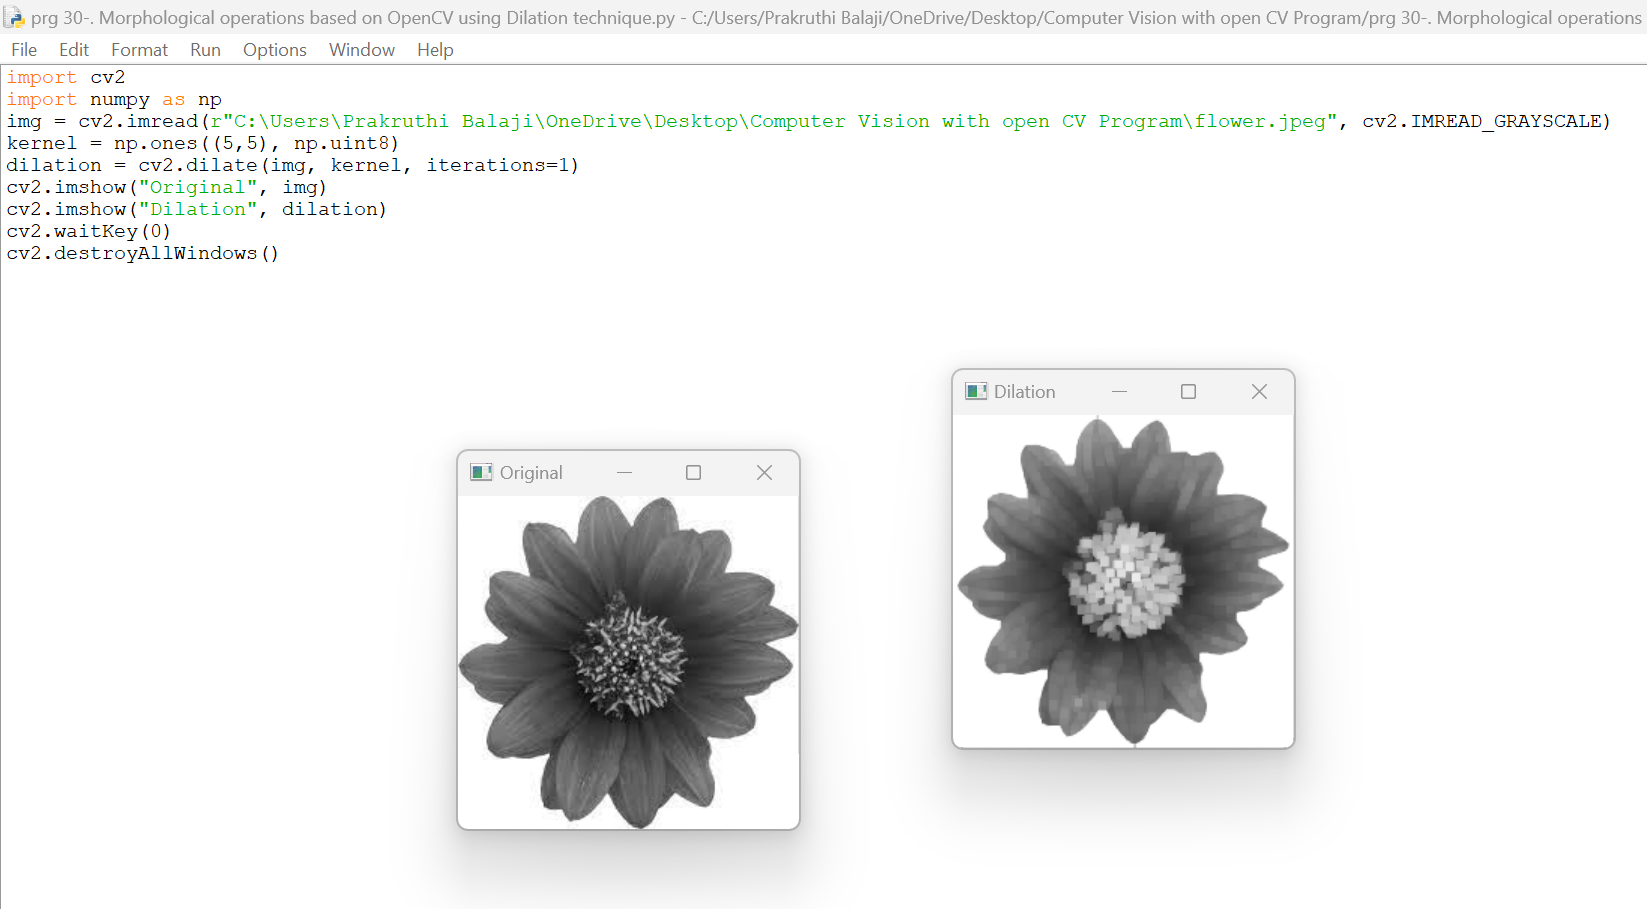 prg 30-. Morphological operations based on OpenCV using Dilation technique.py - C:/Users/Prakruthi Balaji/OneDrive/Desktop/Computer Vision with open CV Program/prg 30-. Morphological operations
File Edit Format Run Options Window Help
import cv2
import numpy as np
img = cv2.imread(r"C:\Users\Prakruthi Balaji\OneDrive\Desktop\Computer Vision with open CV Program\flower.jpeg", cv2.IMREAD_GRAYSCALE)
kernel = np.ones((5,5), np.uint8)
dilation = cv2.dilate(img, kernel, iterations=1)
cv2.imshow("Original", img)
cv2.imshow("Dilation", dilation)
cv2.waitKey(0)
cv2.destroyAllWindows()
Dilation
Original